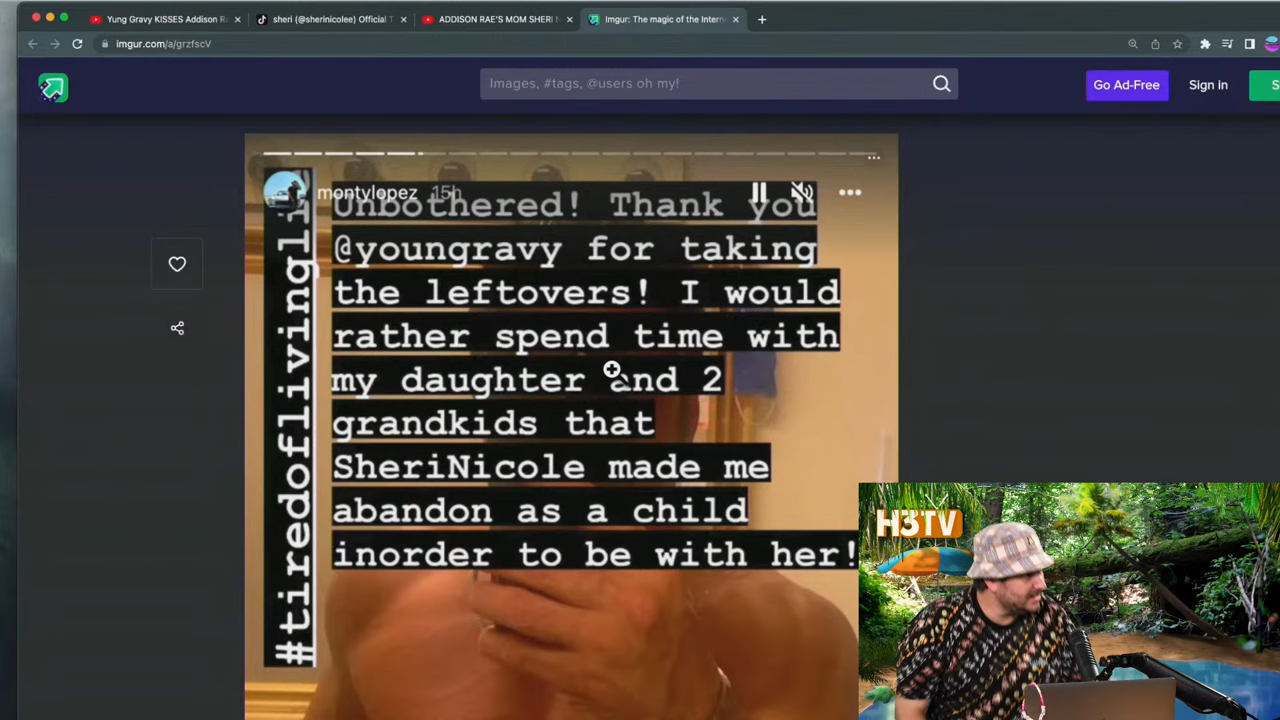 Yung Gravy KISSES Addison R
sheri (@sherinicolee) Official T
ADDISON RAE'S MOM SHERI
Imgur: The magic of the Intern
imgur.com/a/grzfscV
Images, #tags, @users oh my!
Go Ad-Free
Sign in
S
montylopez 15h
Unbothered! Thank you
@youngravy for taking
the leftovers! I would
rather spend time with
my daughter and 2
grandkids that
SheriNicole made me
abandon as a child
inorder to be with her!
#tiredoflivingli
H3TV